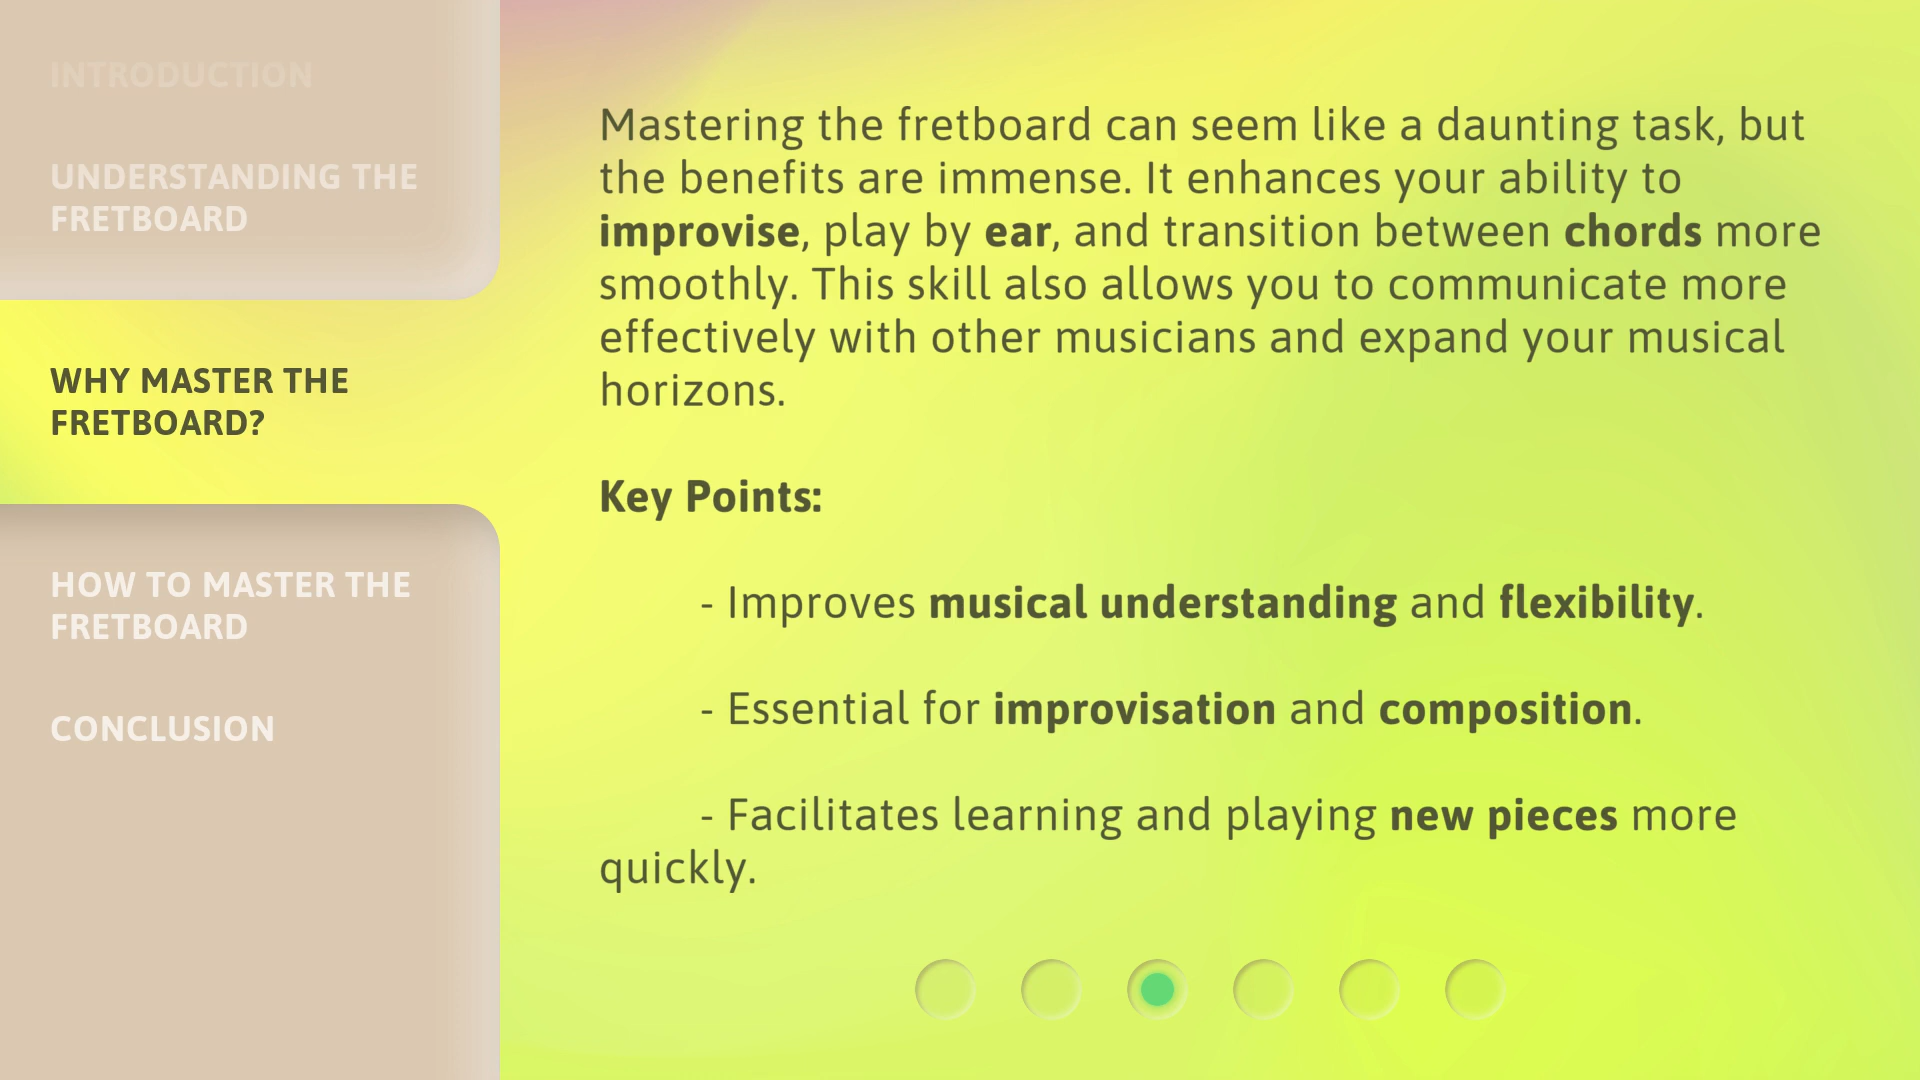 INTRODUCTION
UNDERSTANDING THE
FRETBOARD
WHY MASTER THE
FRETBOARD?
HOW TO MASTER THE
FRETBOARD
CONCLUSION
Mastering the fretboard can seem like a daunting task, but
the benefits are immense. It enhances your ability to
improvise, play by ear, and transition between chords more
smoothly. This skill also allows you to communicate more
effectively with other musicians and expand your musical
horizons.
Key Points:
- Improves musical understanding and flexibility.
- Essential for improvisation and composition.
- Facilitates learning and playing new pieces more
quickly.